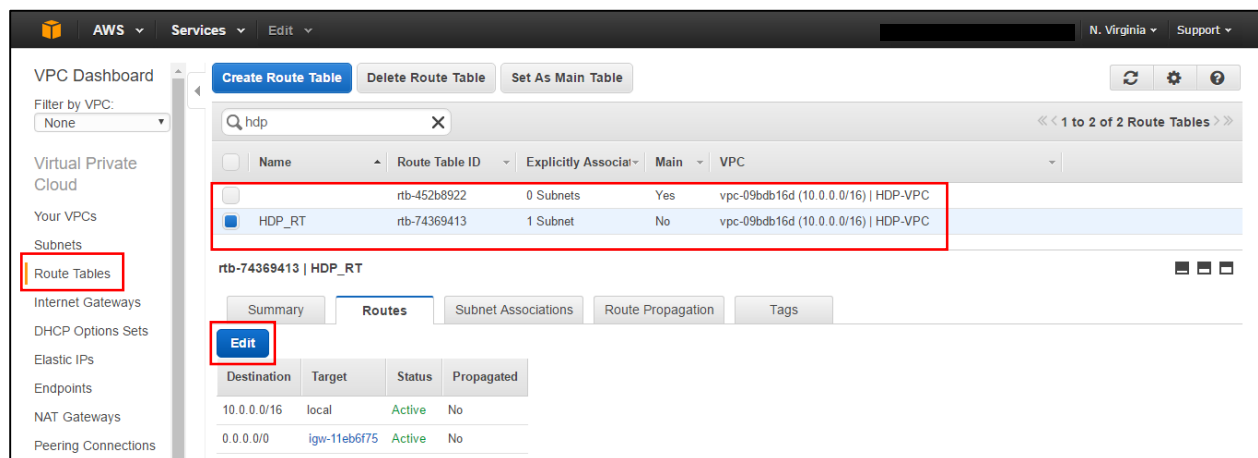 AWS Services Edit N. Virginia Support
VPC Dashboard
Filter by VPC:
None
Virtual Private
Cloud
Your VPCs
Subnets
Route Tables
Internet Gateways
DHCP Options Sets
Elastic IPs
Endpoints
NAT Gateways
Peering Connections
Create Route Table Delete Route Table Set As Main Table
hdp 1 to 2 of 2 Route Tables
Name Route Table ID Explicitly Associat Main VPC
rtb-452b8922 0 Subnets Yes vpc-09bdb16d (10.0.0.0/16) | HDP-VPC
HDP_RT rtb-74369413 1 Subnet No vpc-09bdb16d (10.0.0.0/16) | HDP-VPC
rtb-74369413 | HDP_RT
Summary Routes Subnet Associations Route Propagation Tags
Edit
Destination Target Status Propagated
10.0.0.0/16 local Active No
0.0.0.0/0 igw-11eb6f75 Active No